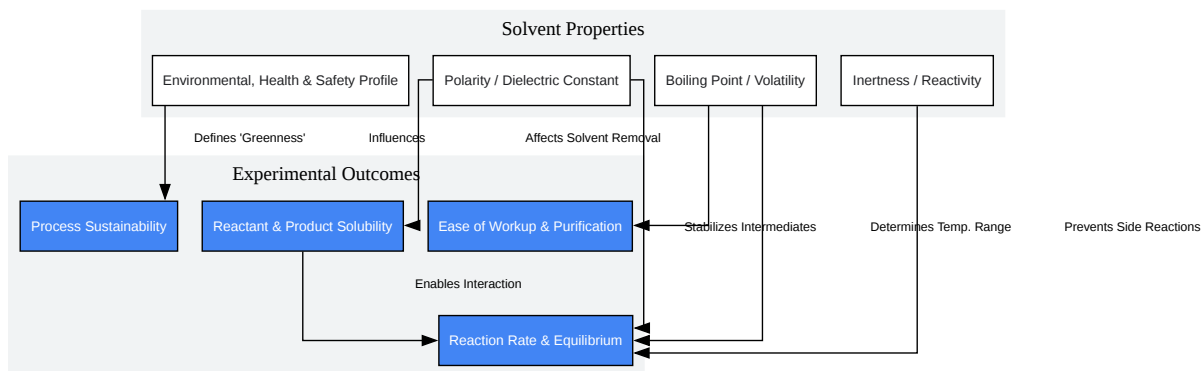 Solvent Properties
Environmental, Health & Safety Profile
Polarity / Dielectric Constant
Boiling Point / Volatility
Inertness / Reactivity
Defines 'Greenness'
Influences
Affects Solvent Removal
Experimental Outcomes
Process Sustainability
Reactant & Product Solubility
Ease of Workup & Purification
Stabilizes Intermediates
Determines Temp. Range
Prevents Side Reactions
Enables Interaction
Reaction Rate & Equilibrium